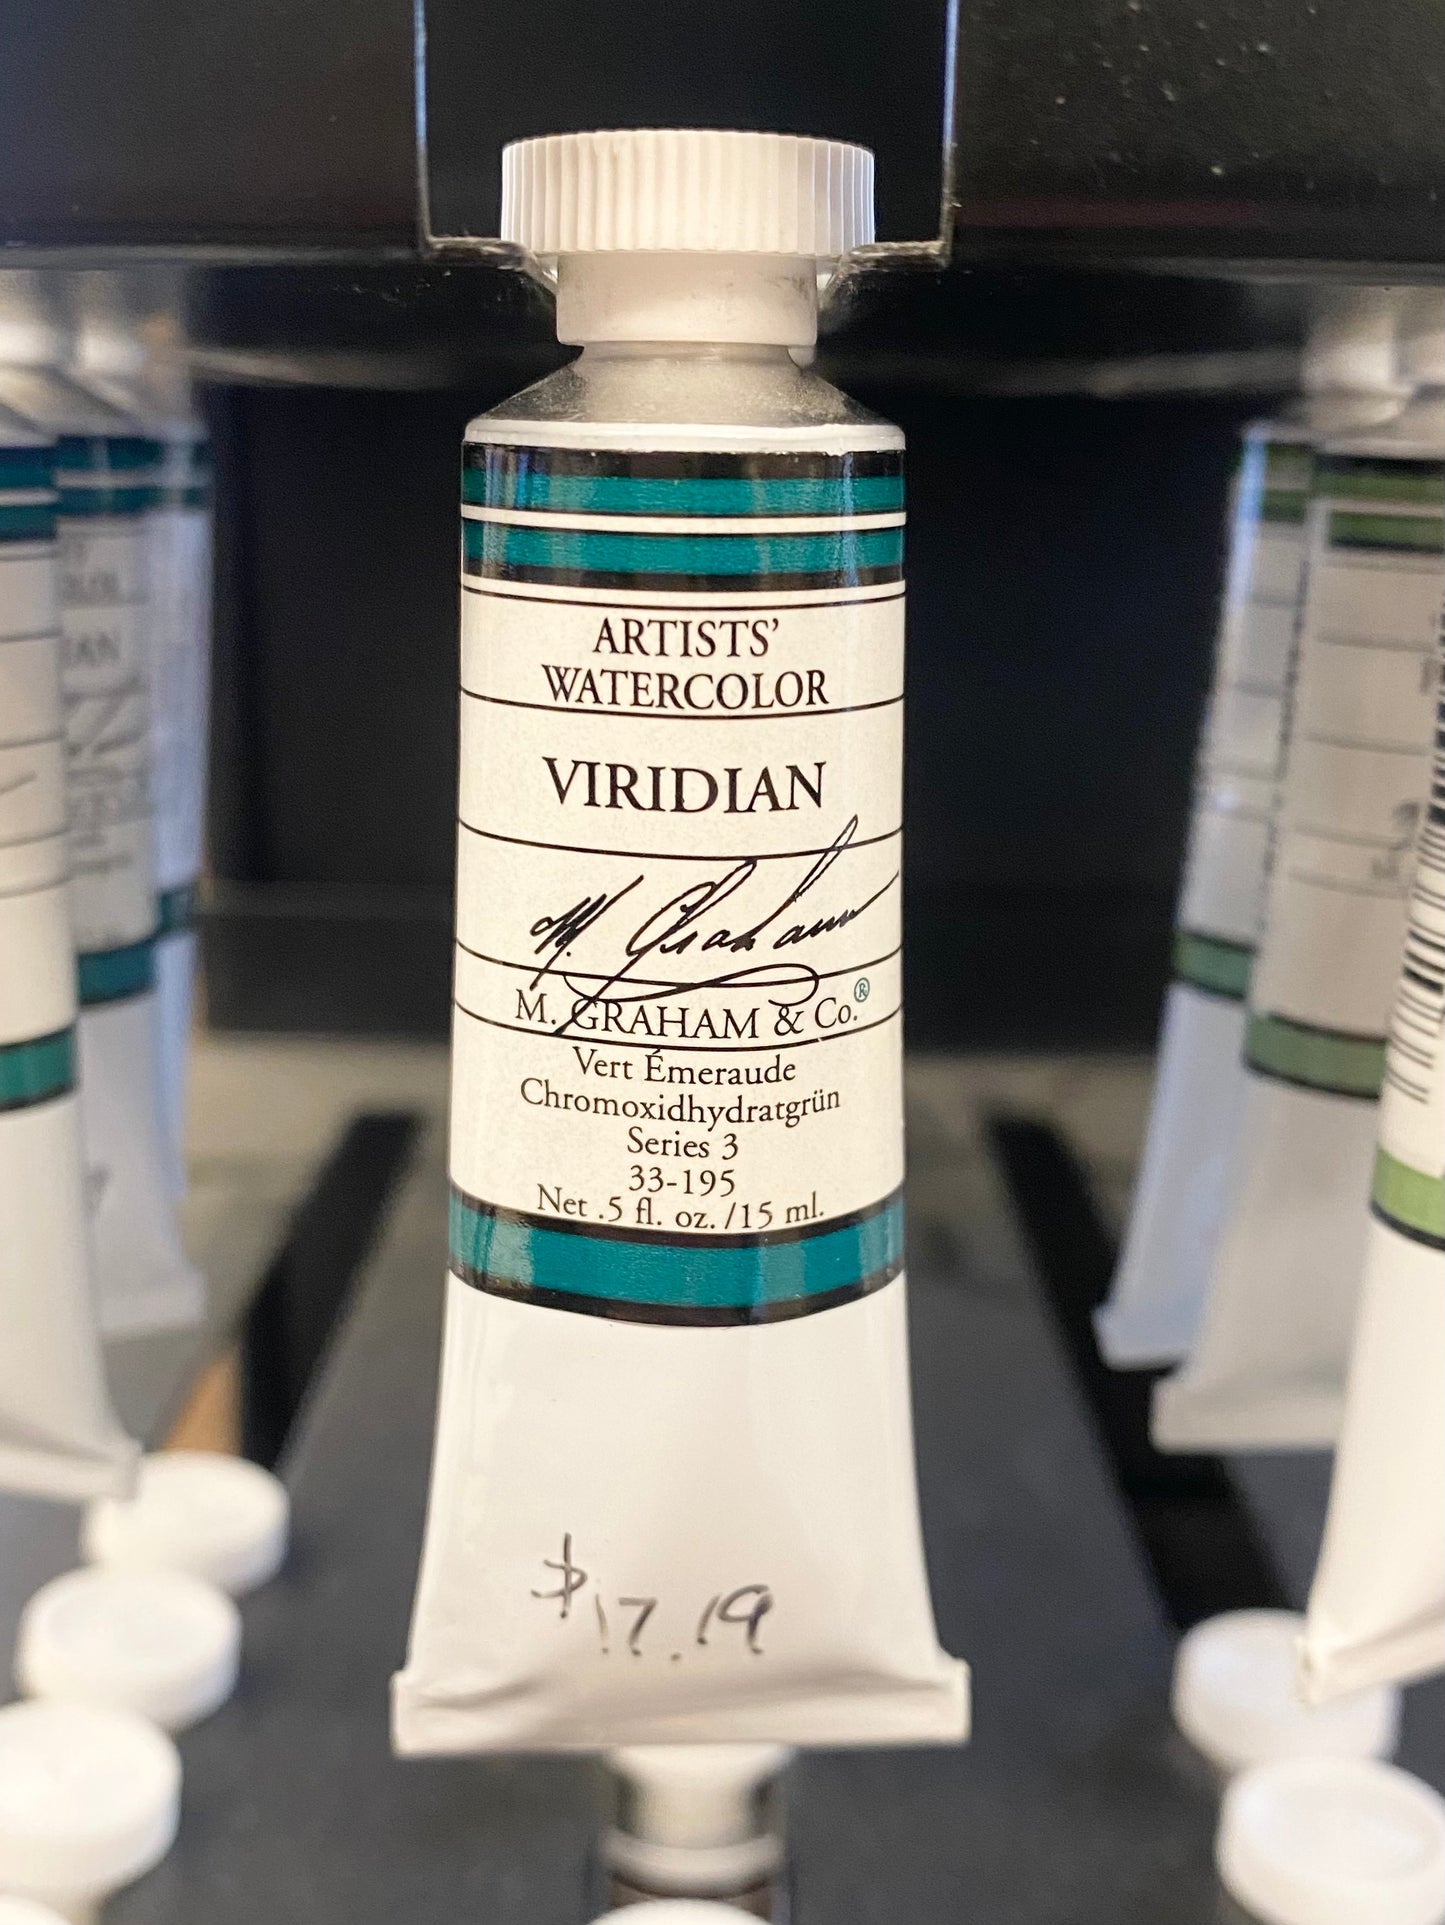 ARTISTS'
WATERCOLOR
VIRIDIAN
M. Graham
M. GRAHAM & Co.®
Vert Émeraude
Chromoxidhydratgrün
Series 3
33-195
Net .5 fl. oz. /15 ml.
$17.19